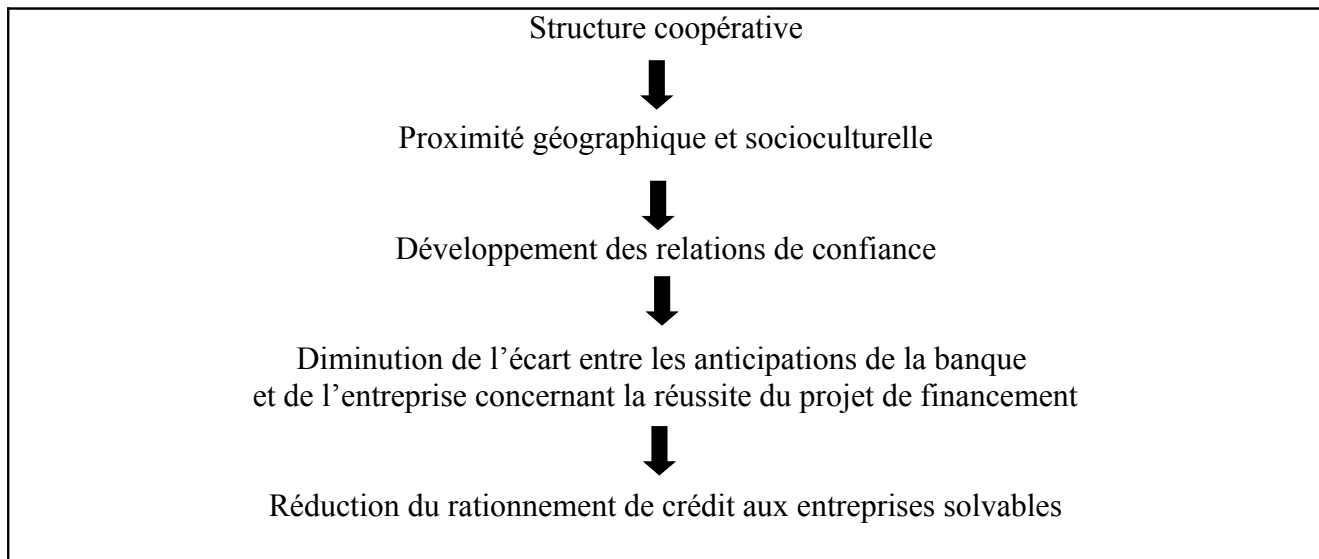 Structure coopérative
Proximité géographique et socioculturelle
Développement des relations de confiance
Diminution de l’écart entre les anticipations de la banque
et de l’entreprise concernant la réussite du projet de financement
Réduction du rationnement de crédit aux entreprises solvables